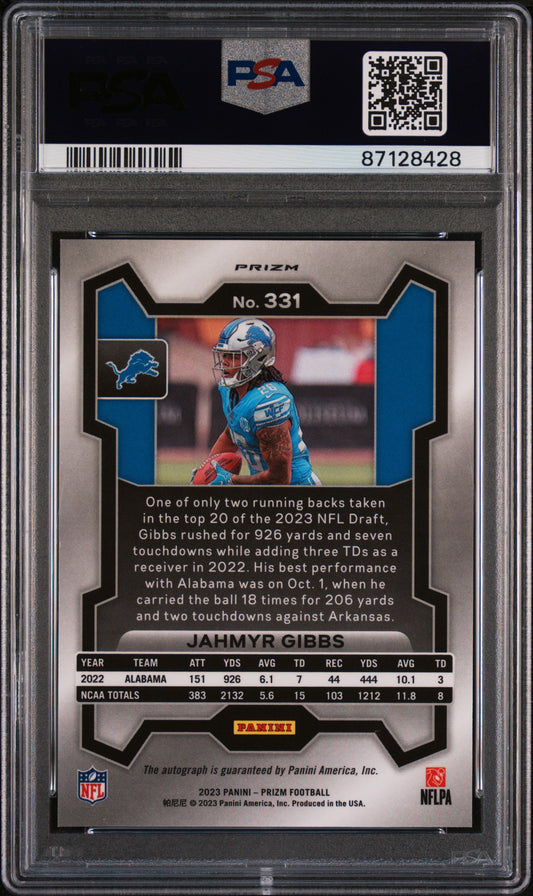 PSA
PSA
87128428
PRIZM
No. 331
26
WCF
One of only two running backs taken
in the top 20 of the 2023 NFL Draft,
Gibbs rushed for 926 yards and seven
touchdowns while adding three TDs as a
receiver in 2022. His best performance
with Alabama was on Oct. 1, when he
carried the ball 18 times for 206 yards
and two touchdowns against Arkansas.
JAHMYR GIBBS
YEAR TEAM ATT YDS AVG TD REC YDS AVG TD
2022 ALABAMA 151 926 6.1 7 44 444 10.1 3
NCAA TOTALS 383 2132 5.6 15 103 1212 11.8 8
PANINI
The autograph is guaranteed by Panini America, Inc.
NFL
NFLPA
2023 PANINI – PRIZM FOOTBALL
帕尼尼 © 2023 Panini America, Inc. Produced in the USA.